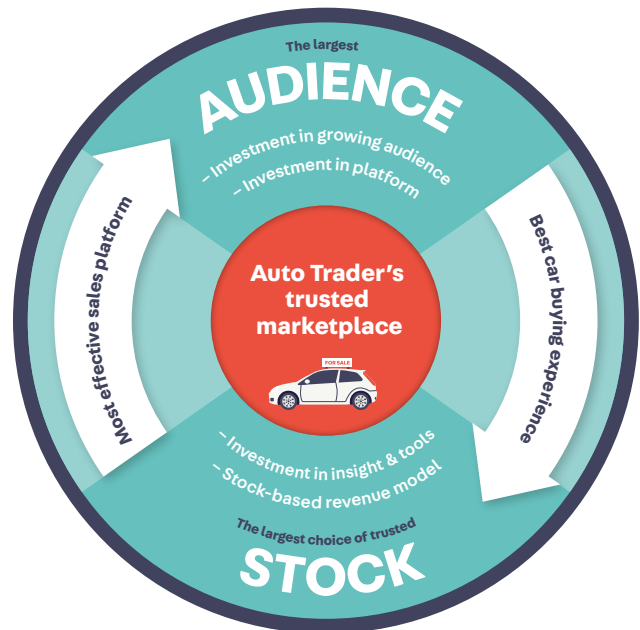 The largest
AUDIENCE
– Investment in growing audience
– Investment in platform
Most effective sales platform
Auto Trader's
trusted
marketplace
FOR SALE
Best car buying experience
– Investment in insight & tools
– Stock-based revenue model
The largest choice of trusted
STOCK